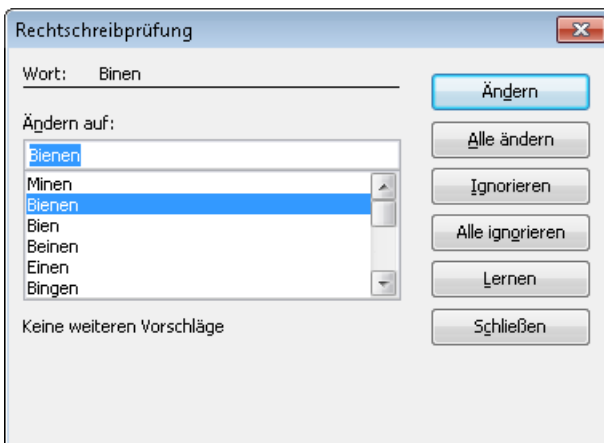 Rechtschreibprüfung
Wort: Binen
Ändern auf:
Bienen
Minen
Bienen
Bien
Beinen
Einen
Bingen
Keine weiteren Vorschläge
Ändern
Alle ändern
Ignorieren
Alle ignorieren
Lernen
Schließen